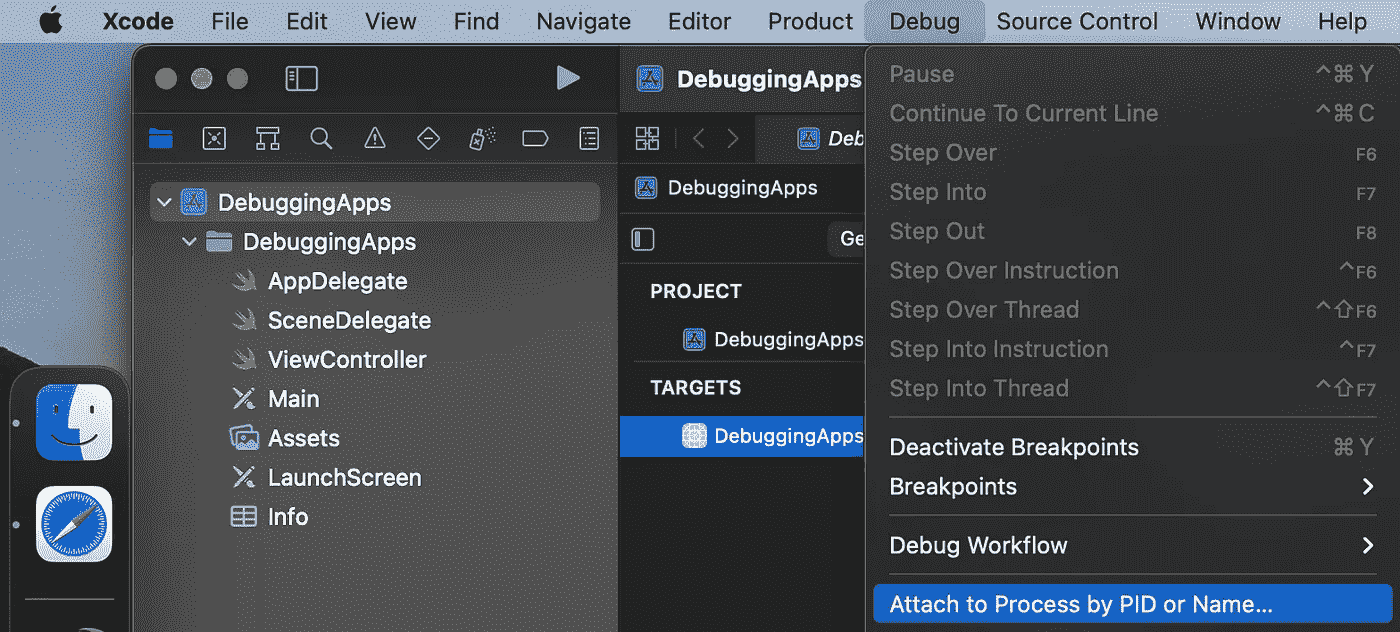 Xcode File Edit View Find Navigate Editor Product Debug Source Control Window Help
DebuggingApps
Deb
DebuggingApps
DebuggingApps
AppDelegate
SceneDelegate
ViewController
Main
Assets
LaunchScreen
Info
DebuggingApps
Ge
PROJECT
DebuggingApps
TARGETS
DebuggingApps
Pause ^⌘Y
Continue To Current Line ^⌘C
Step Over F6
Step Into F7
Step Out F8
Step Over Instruction ^F6
Step Over Thread ^⇧F6
Step Into Instruction ^F7
Step Into Thread ^⇧F7
Deactivate Breakpoints ⌘Y
Breakpoints
Debug Workflow
Attach to Process by PID or Name...